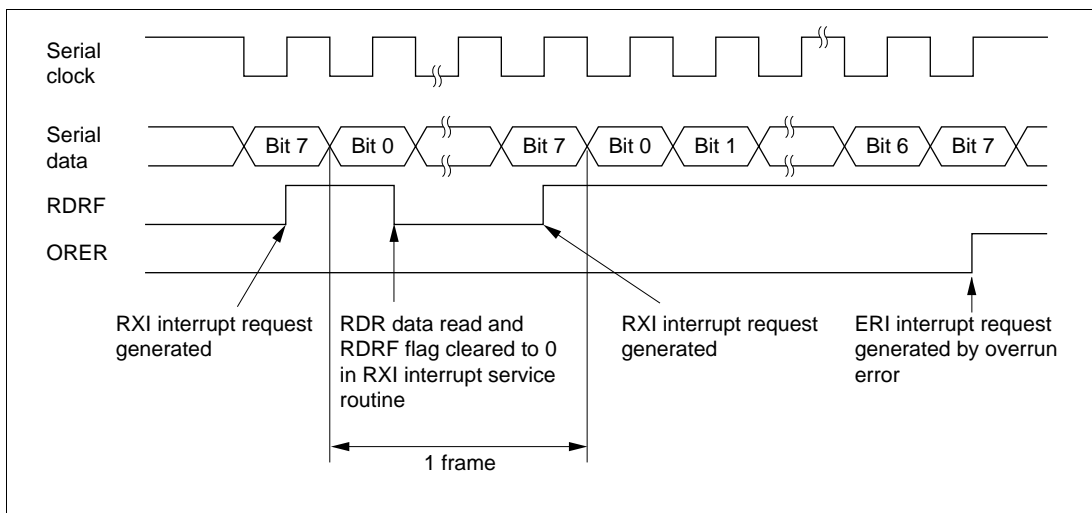 Serial
clock
Serial
data
Bit 7
Bit 0
Bit 7
Bit 0
Bit 1
Bit 6
Bit 7
RDRF
ORER
RXI interrupt request
generated
RDR data read and
RDRF flag cleared to 0
in RXI interrupt service
routine
RXI interrupt request
generated
ERI interrupt request
generated by overrun
error
1 frame